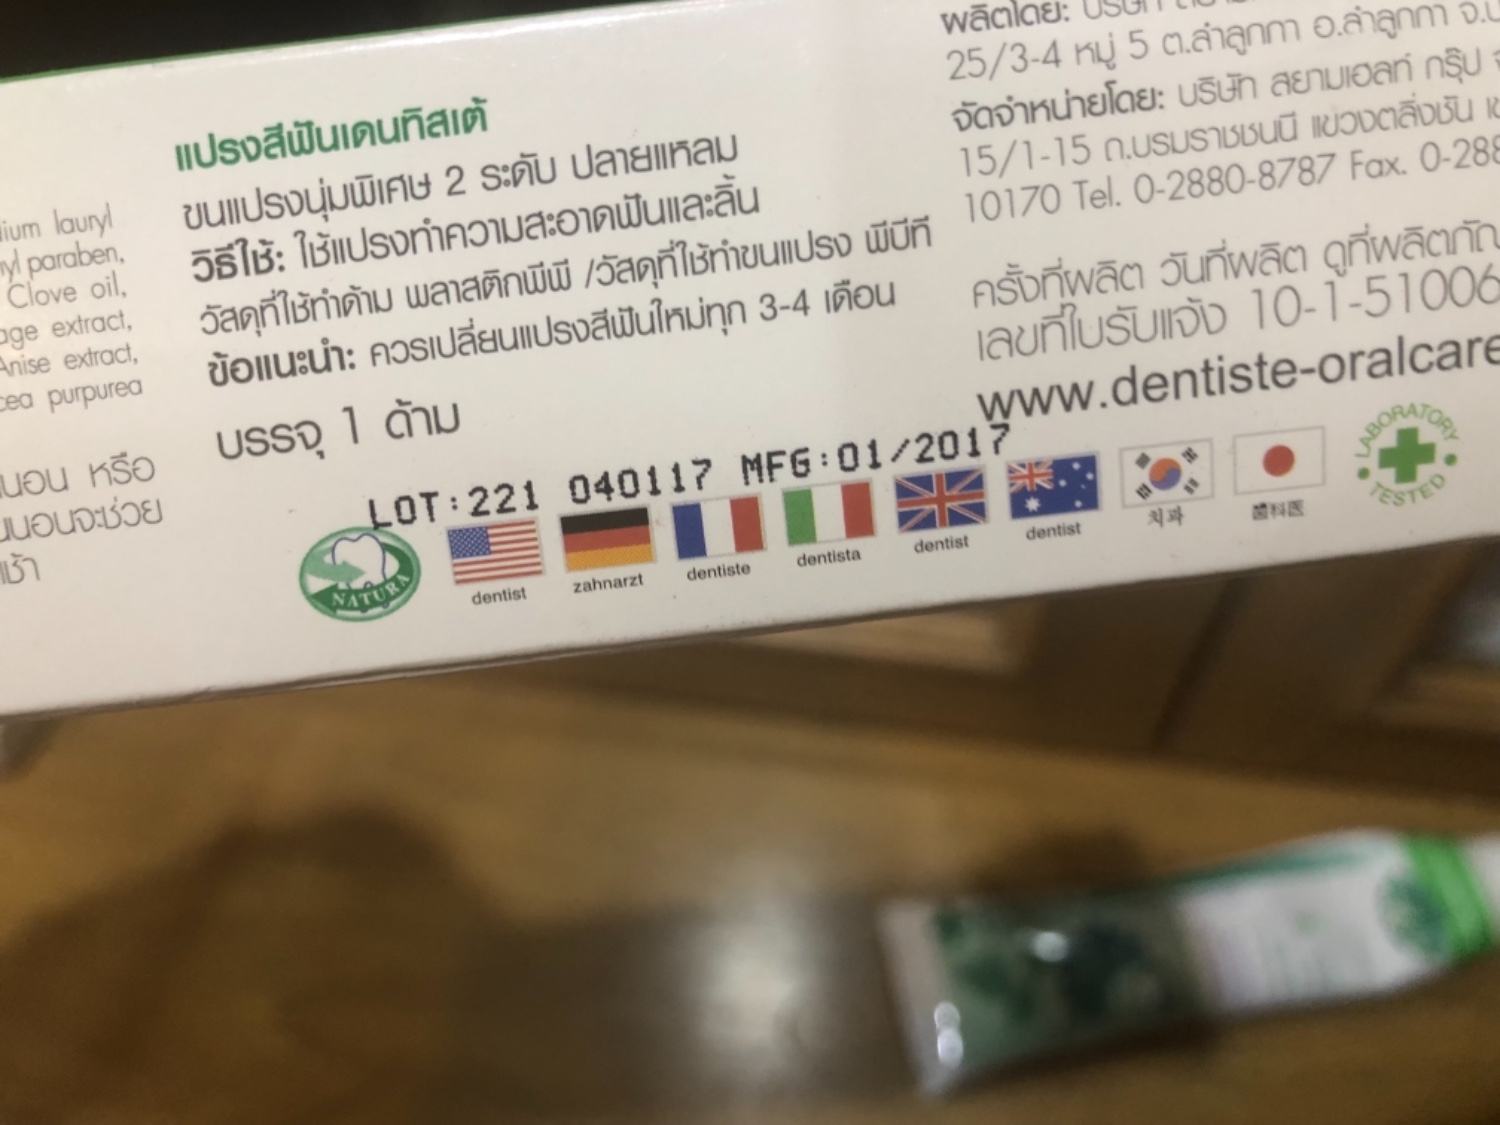 ium lauryl
yl paraben,
Clove oil,
age extract,
Anise extract,
cea purpurea
นอน หรือ
นนอนจะช่วย
เช้า
แปรงสีฟันเดนทิสเต้
ขนแปรงนุ่มพิเศษ 2 ระดับ ปลายแหลม
วิธีใช้: ใช้แปรงทำความสะอาดฟันและลิ้น
วัสดุที่ใช้ทำด้าม พลาสติกพีพี /วัสดุที่ใช้ทำขนแปรง พีบีที
ข้อแนะนำ: ควรเปลี่ยนแปรงสีฟันใหม่ทุก 3-4 เดือน
บรรจุ 1 ด้าม
ผลิตโดย: บริษัท
25/3-4 หมู่ 5 ต.ลำลูกกา อ.ลำลูกกา จ.ป
จัดจำหน่ายโดย: บริษัท สยามเฮลท์ กรุ๊ป
15/1-15 ถ.บรมราชชนนี แขวงตลิ่งชัน
10170 Tel. 0-2880-8787 Fax. 0-288
ครั้งที่ผลิต วันที่ผลิต ดูที่ผลิตภัณ
เลขที่ใบรับแจ้ง 10-1-51006
www.dentiste-oralcare
LOT:221 040117 MFG:01/2017
NATURA
dentist
zahnarzt
dentiste
dentista
dentist
dentist
치과
歯科医
LABORATORY
TESTED